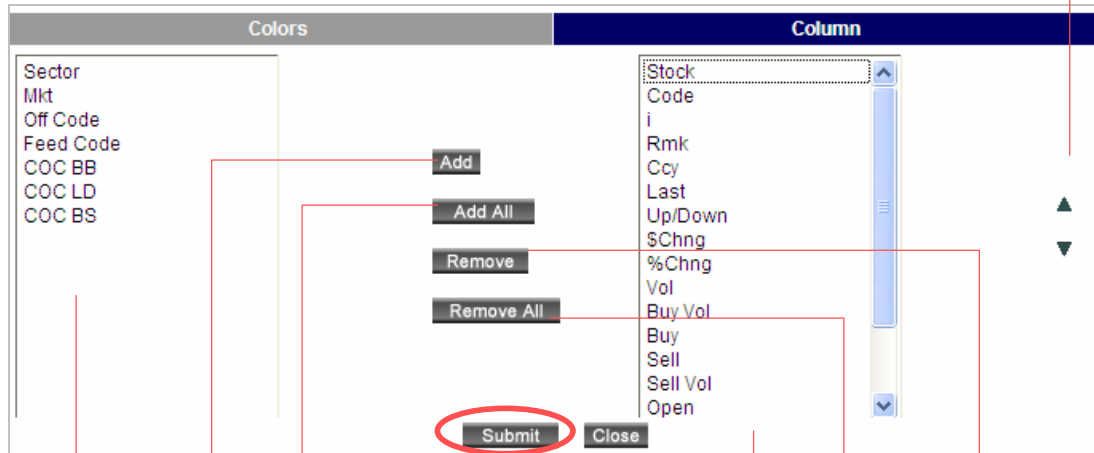 Colors
Column
Sector
Mkt
Off Code
Feed Code
COC BB
COC LD
COC BS
Add
Add All
Remove
Remove All
Stock
Code
i
Rmk
Ccy
Last
Up/Down
$Chng
%Chng
Vol
Buy Vol
Buy
Sell
Sell Vol
Open
Submit
Close